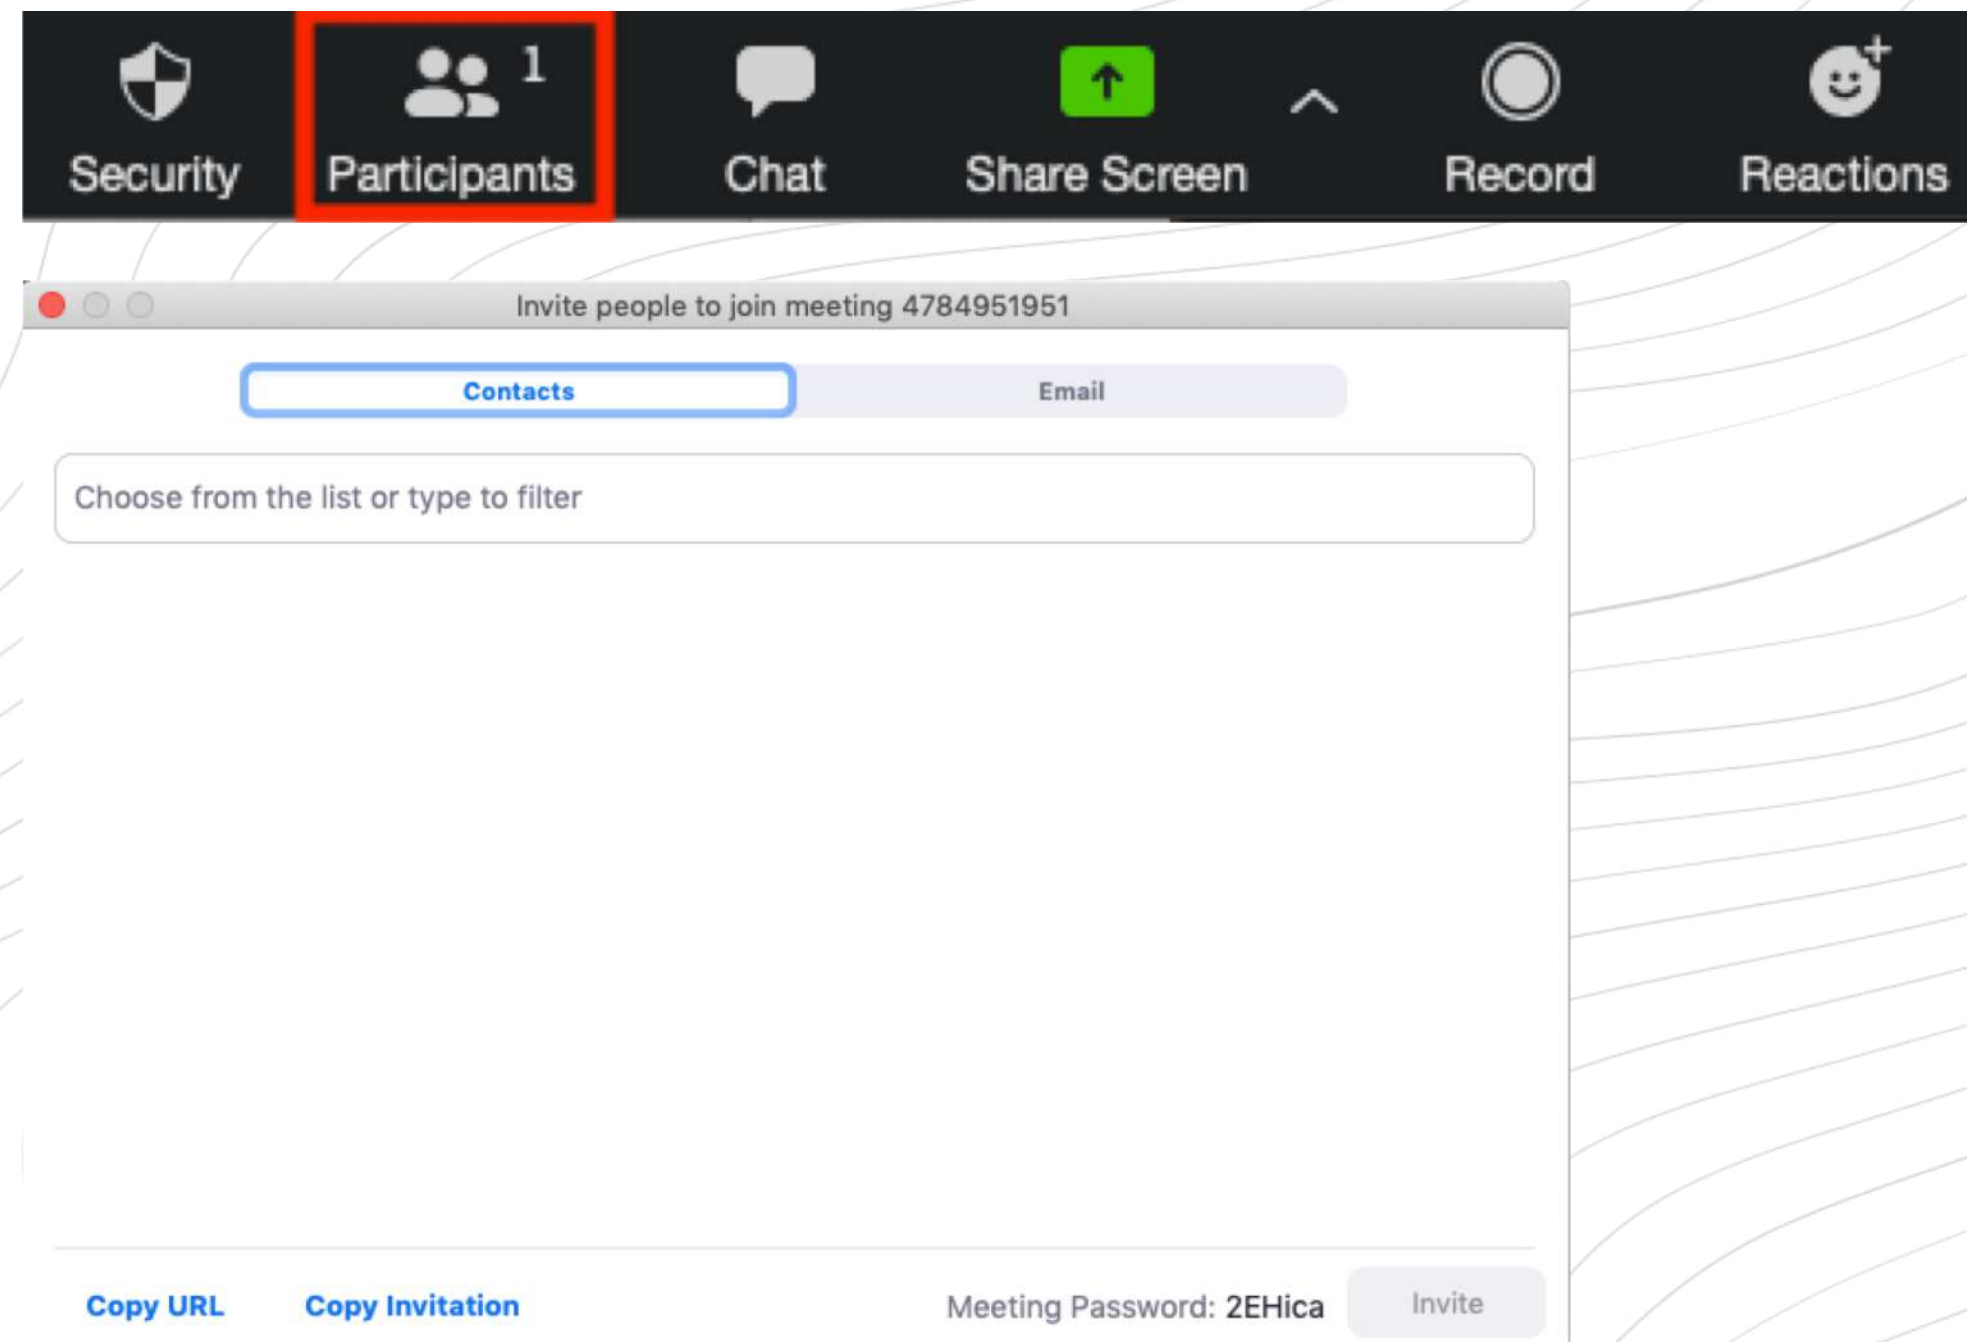 1
Security Participants Chat Share Screen Record Reactions
Invite people to join meeting 4784951951
Contacts Email
Choose from the list or type to filter
Copy URL Copy Invitation Meeting Password: 2EHica Invite